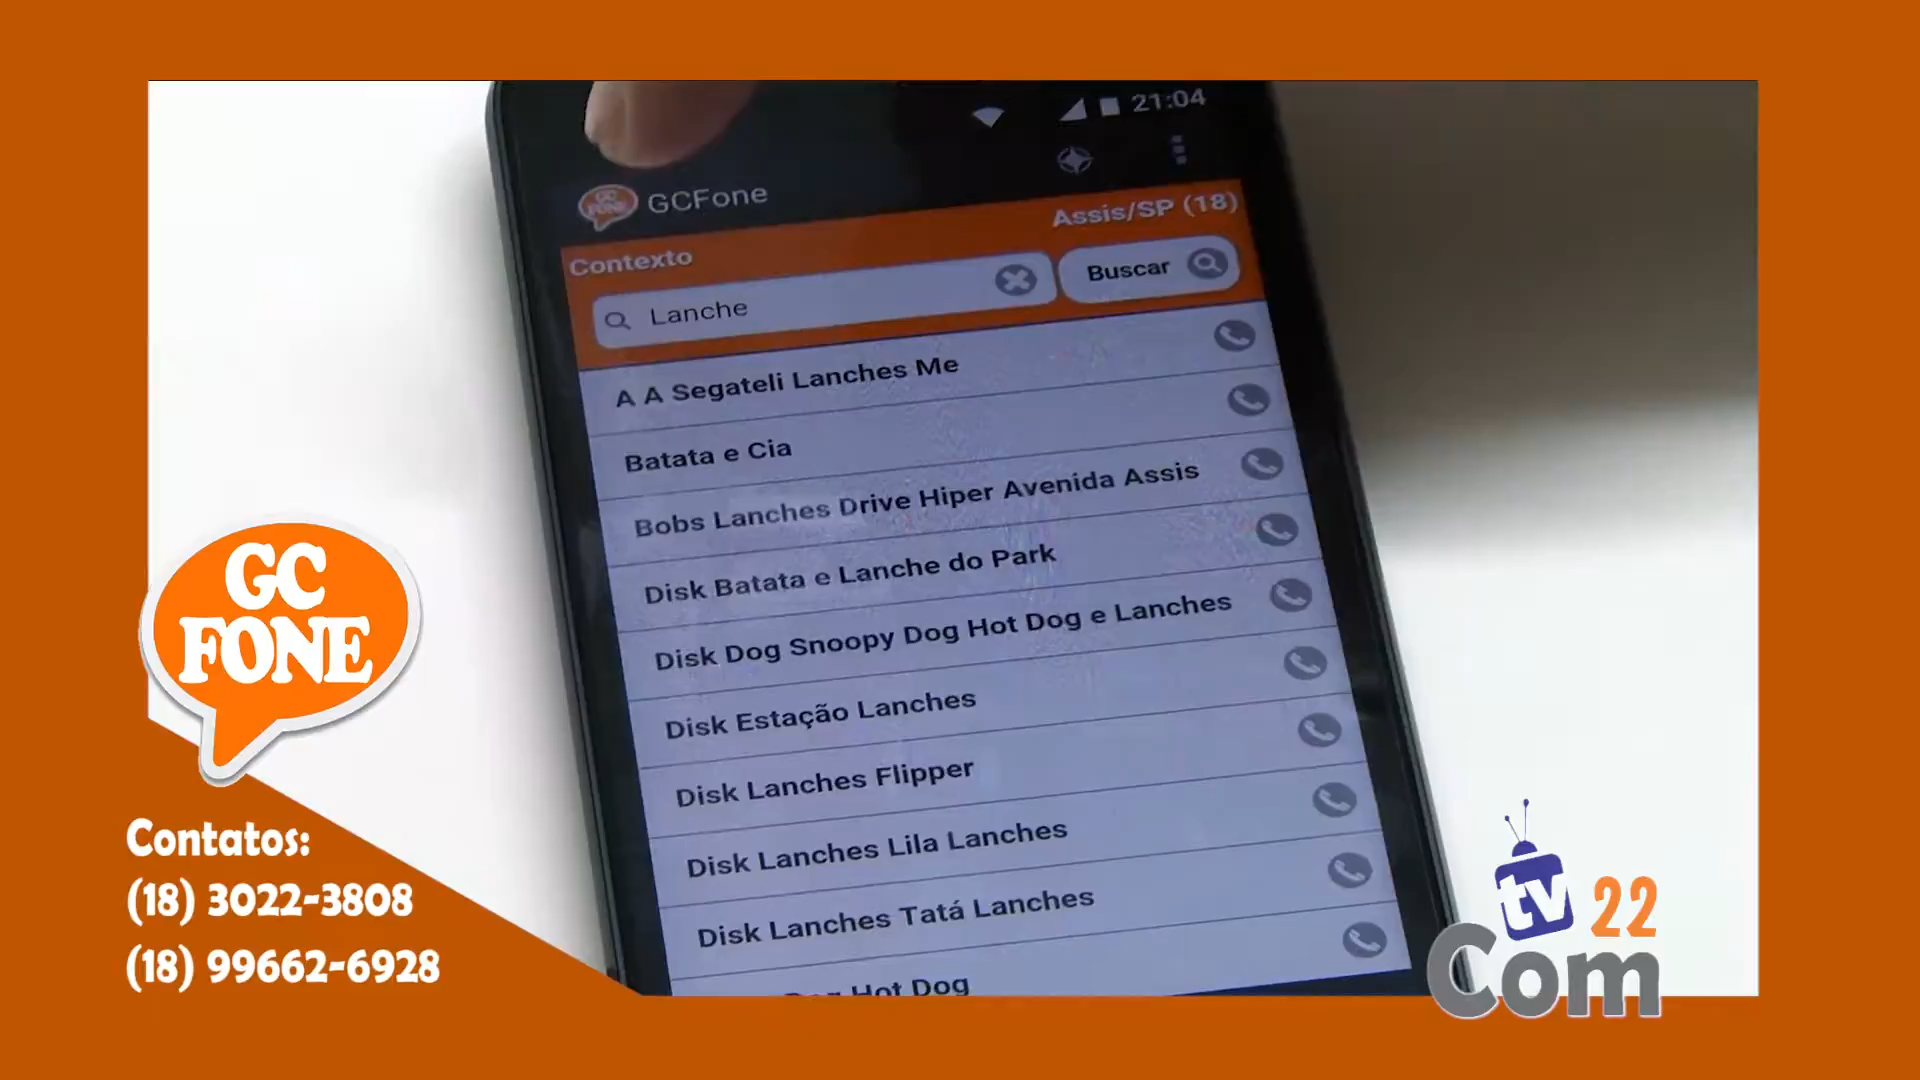 21:04
GC FONE
GCFone
Assis/SP (18)
Contexto
Lanche
Buscar
A A Segateli Lanches Me
Batata e Cia
Bobs Lanches Drive Hiper Avenida Assis
Disk Batata e Lanche do Park
Disk Dog Snoopy Dog Hot Dog e Lanches
Disk Estação Lanches
Disk Lanches Flipper
Disk Lanches Lila Lanches
Disk Lanches Tatá Lanches
Dog Hot Dog
GC
FONE
Contatos:
(18) 3022-3808
(18) 99662-6928
tv 22
Com